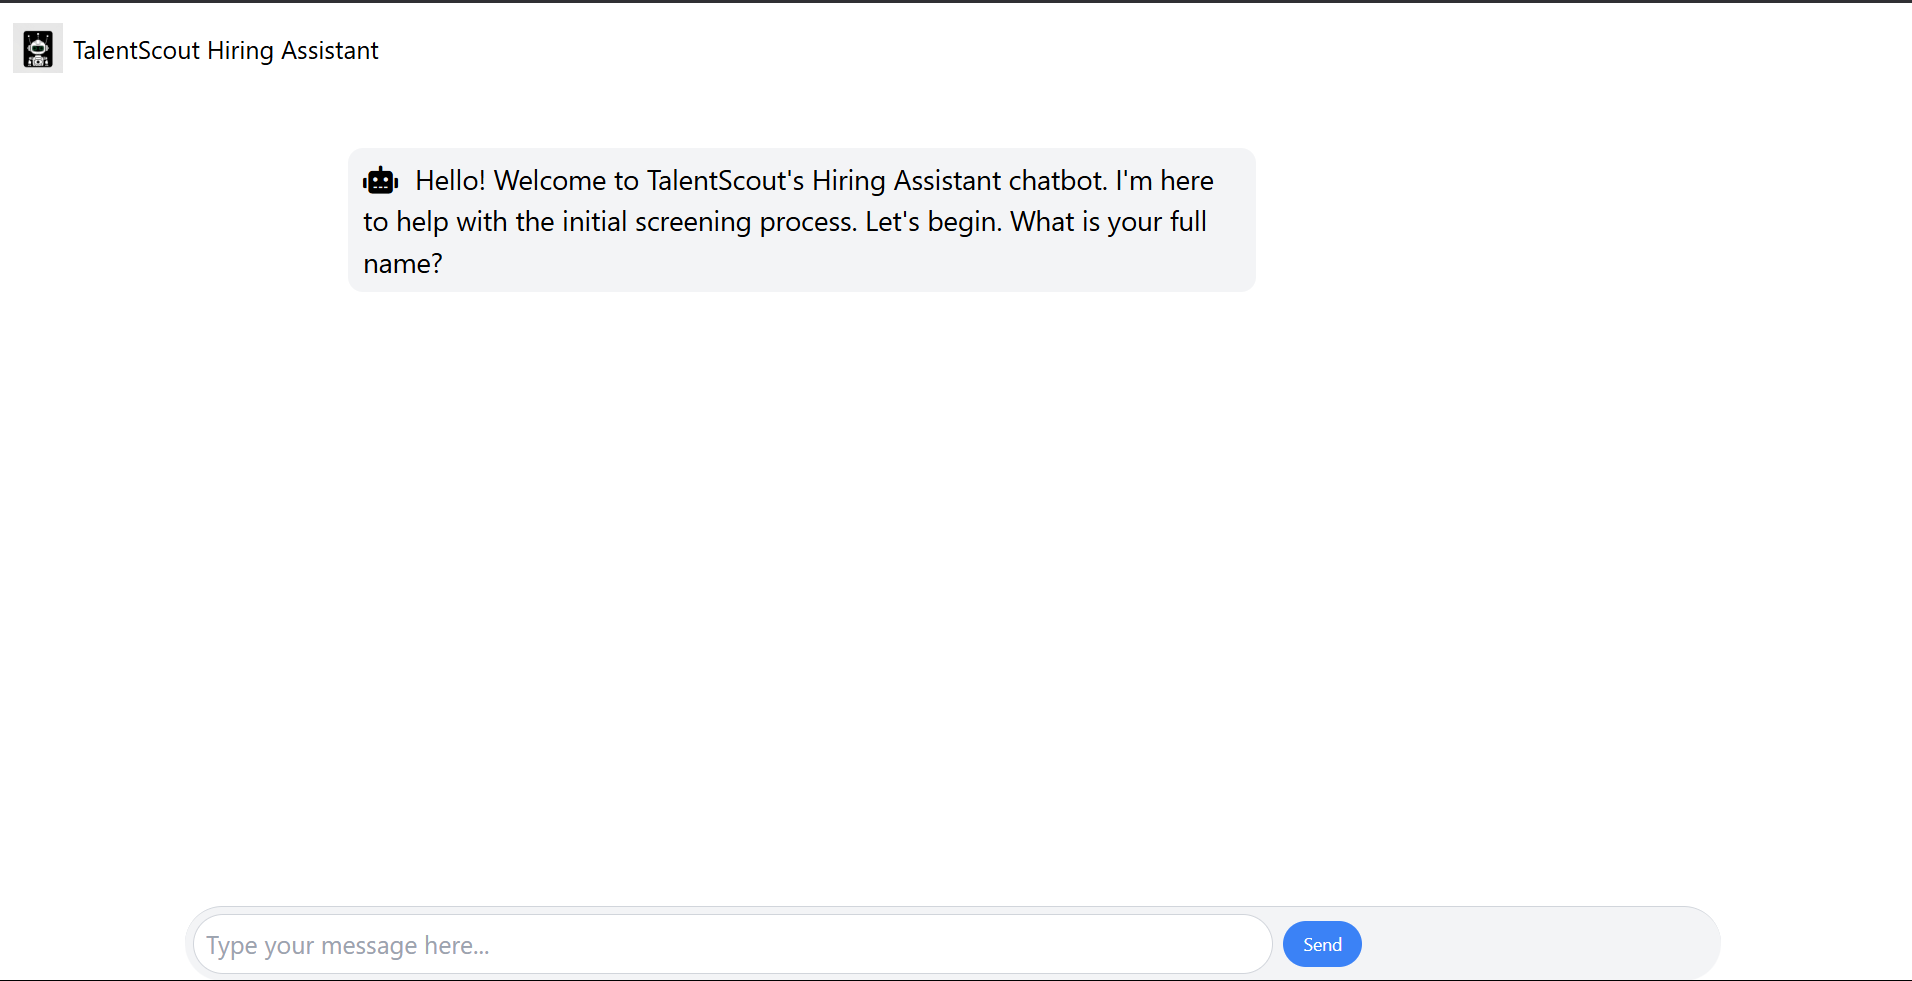 TalentScout Hiring Assistant
Hello! Welcome to TalentScout's Hiring Assistant chatbot. I'm here
to help with the initial screening process. Let's begin. What is your full
name?
Type your message here...
Send